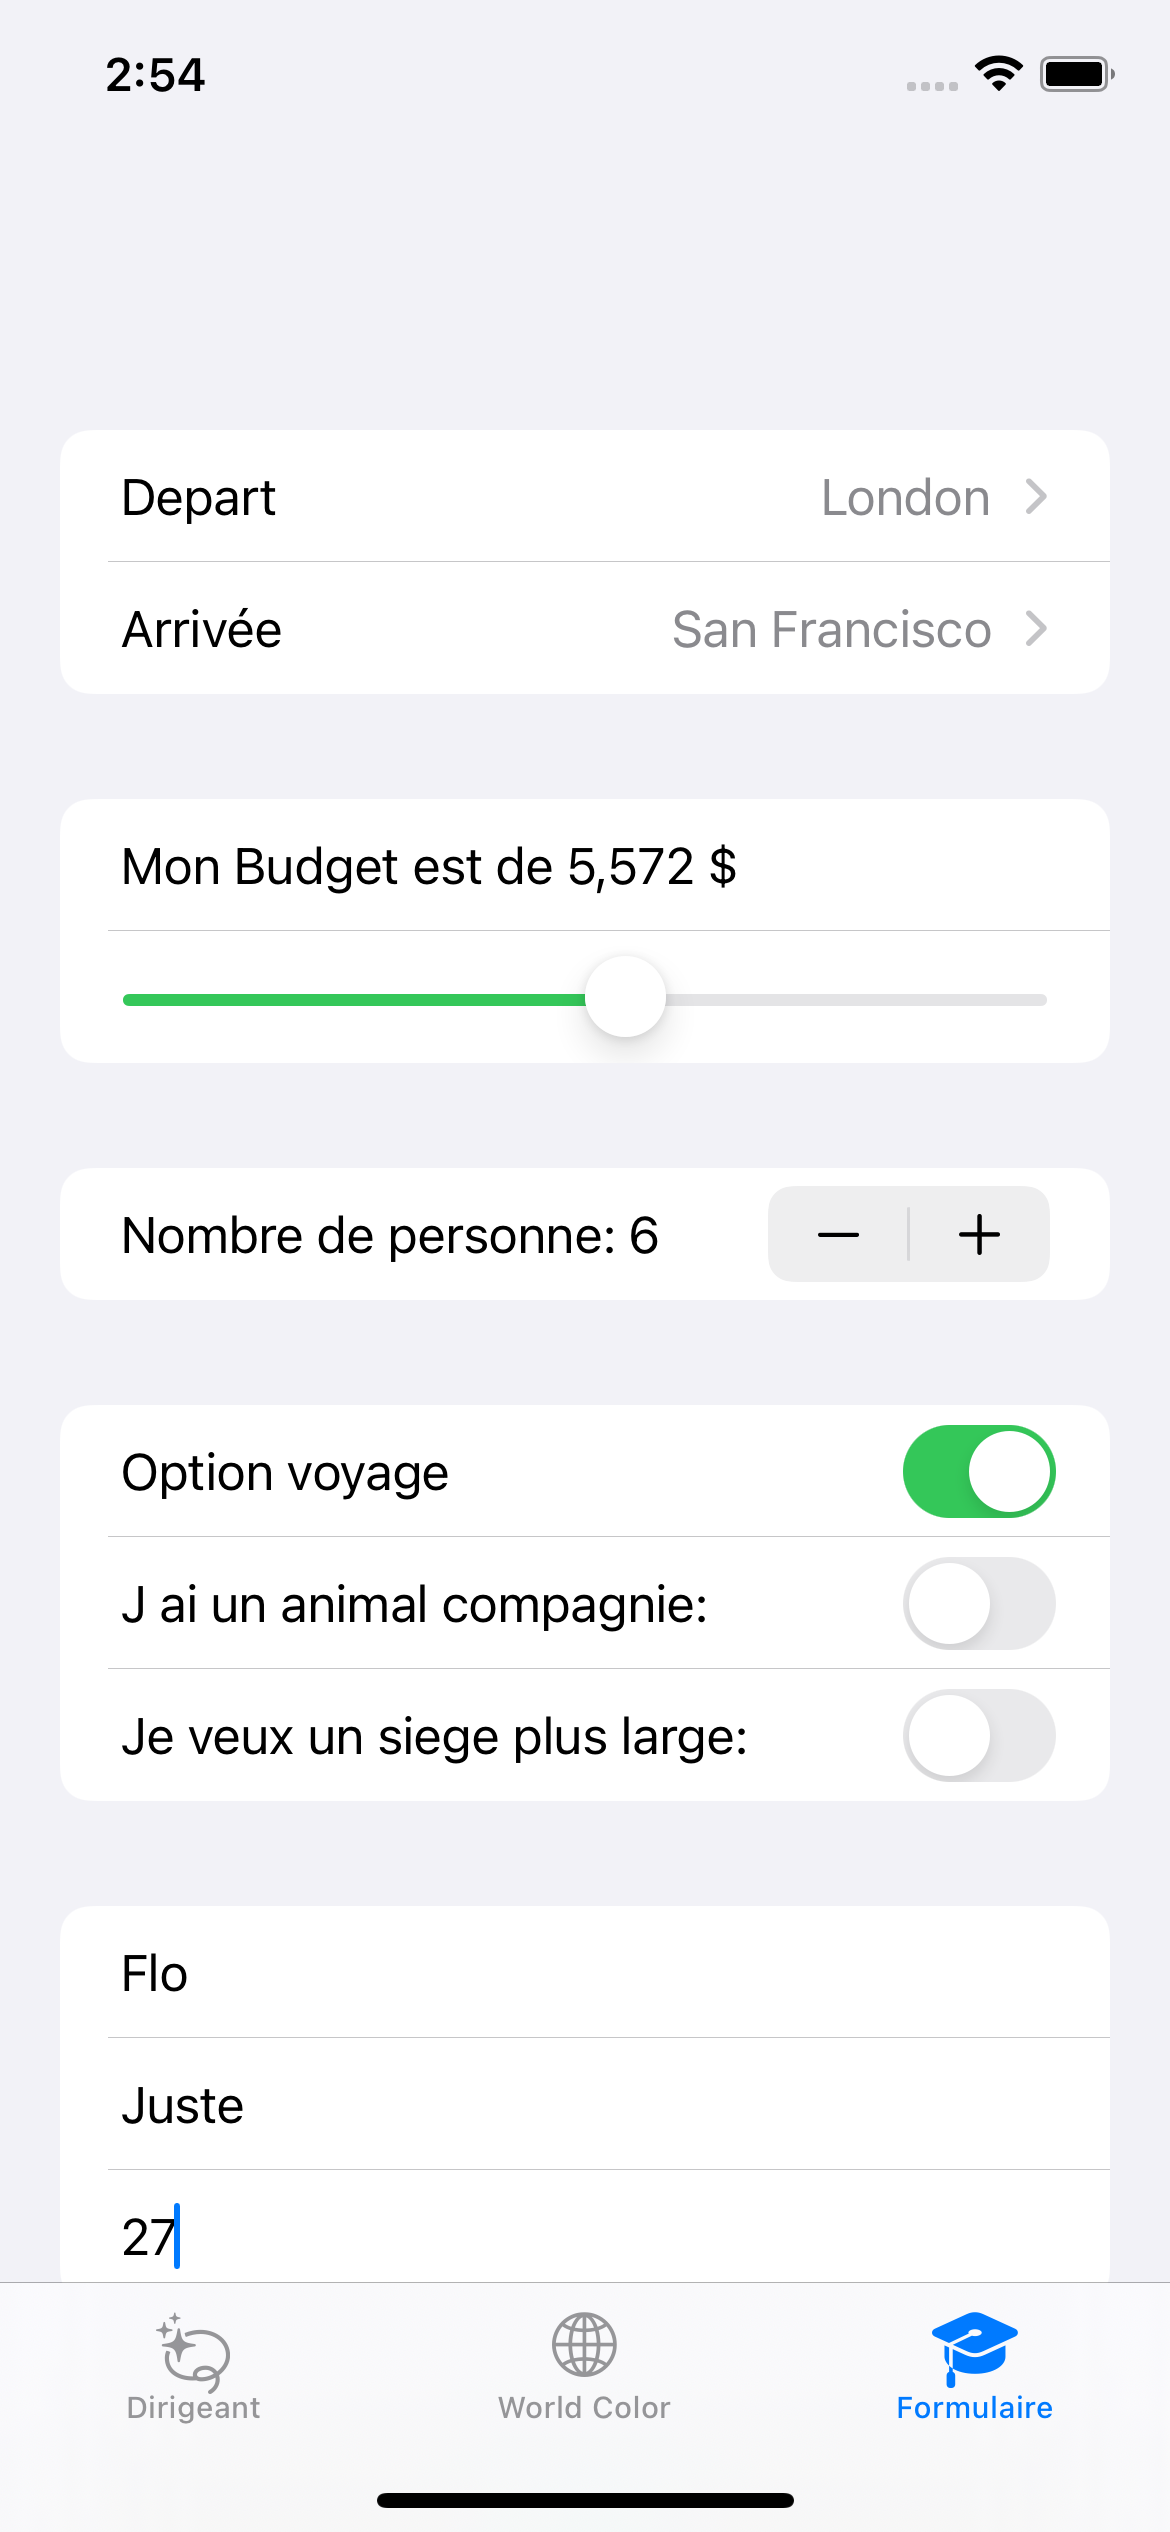 2:54
Depart London
Arrivée San Francisco
Mon Budget est de 5,572 $
Nombre de personne: 6
Option voyage
J ai un animal compagnie:
Je veux un siege plus large:
Flo
Juste
27
Dirigeant World Color Formulaire